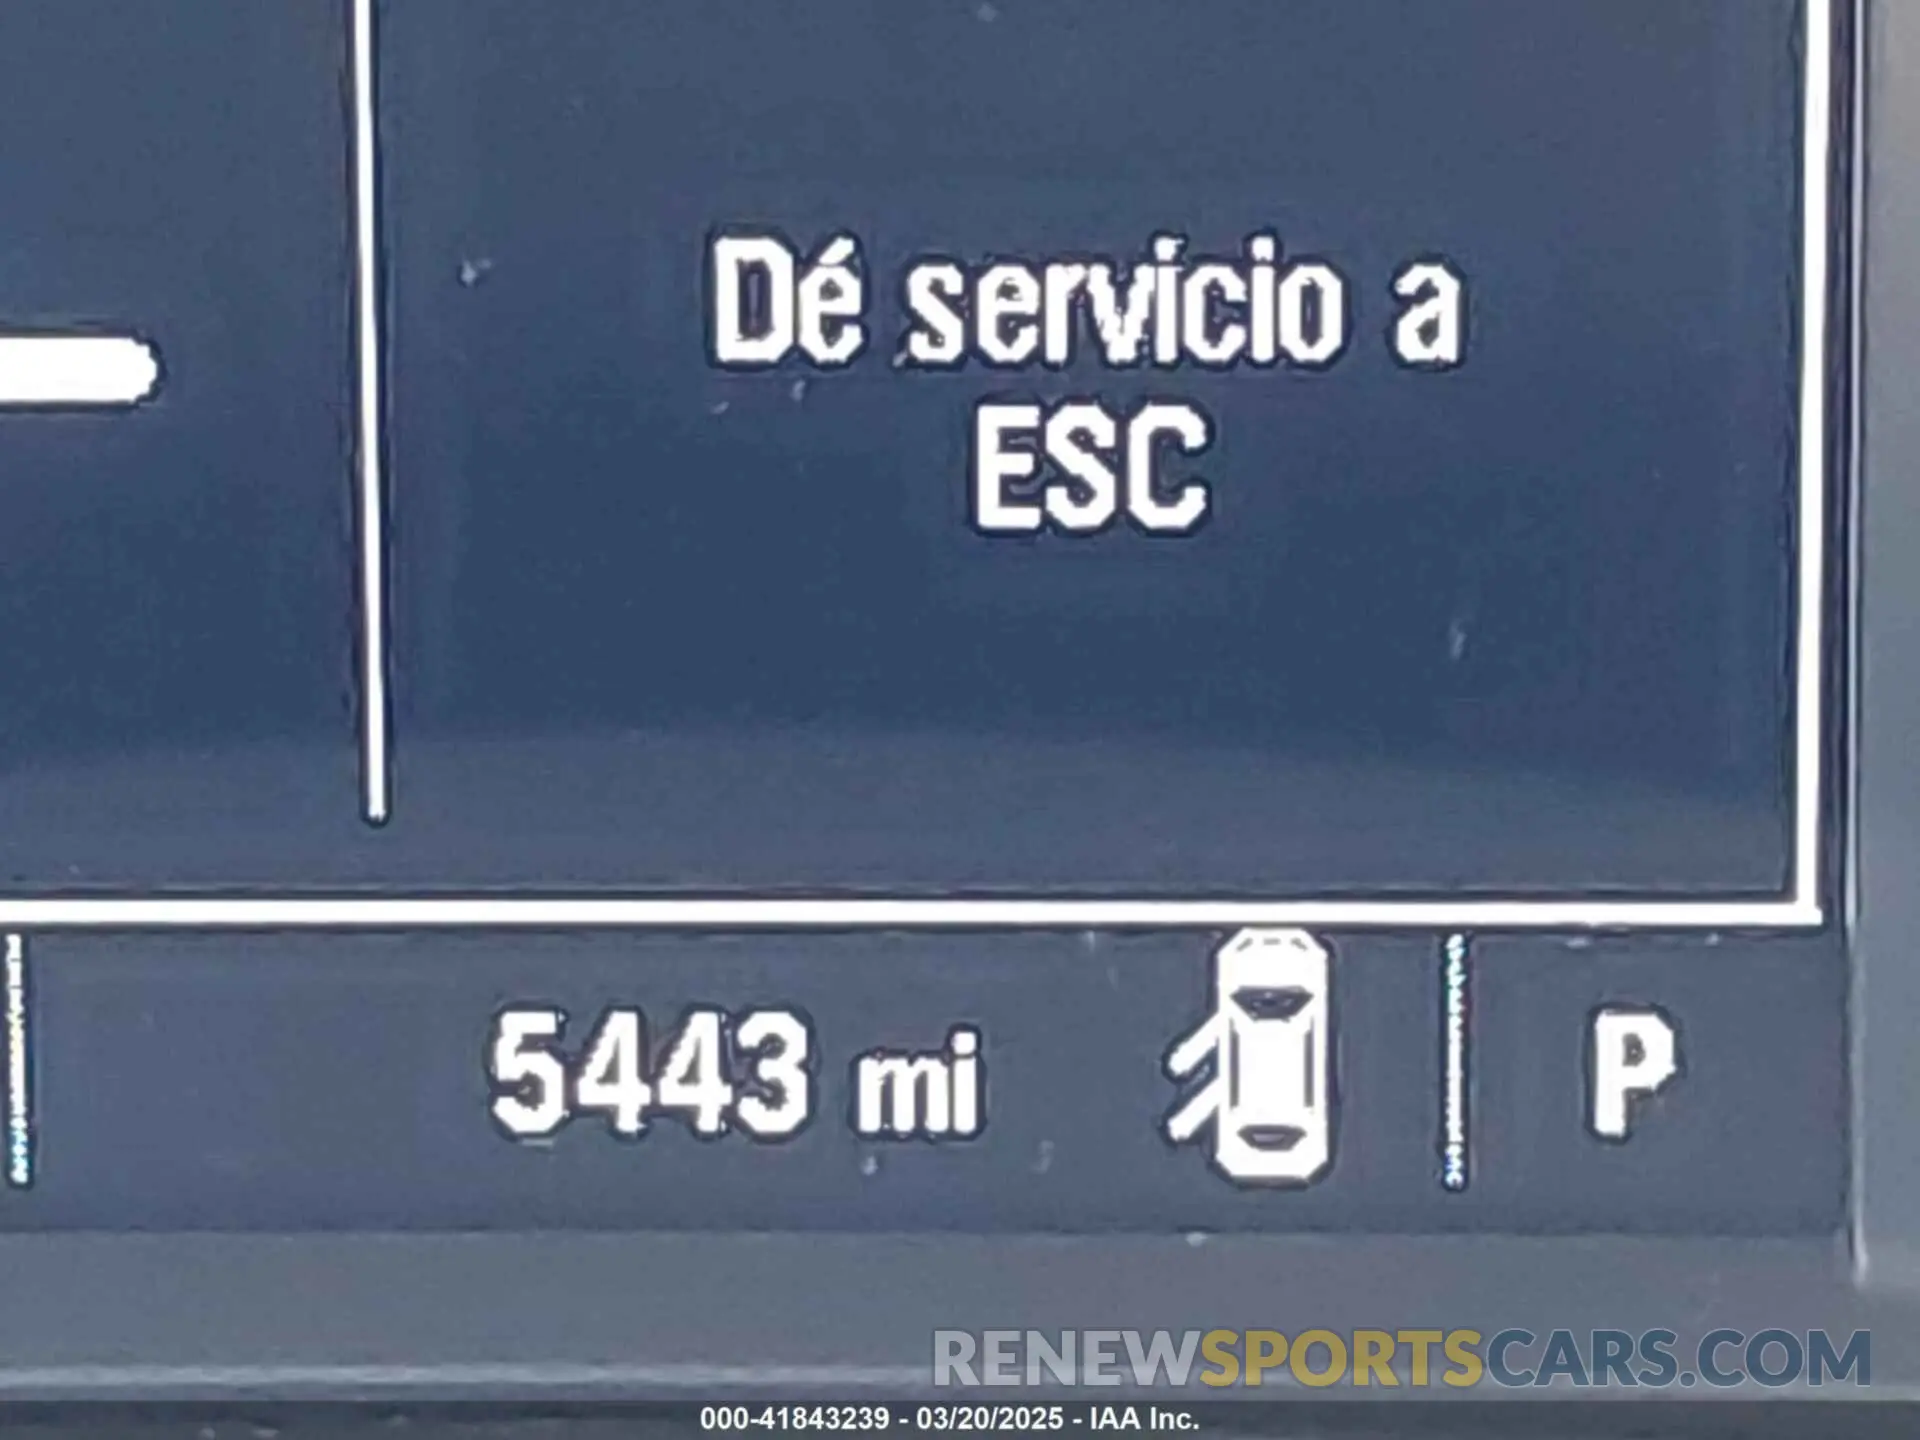 Dé servicio a
ESC
5443 mi P
RENEWSPORTSCARS.COM
000-41843239 - 03/20/2025 - IAA Inc.